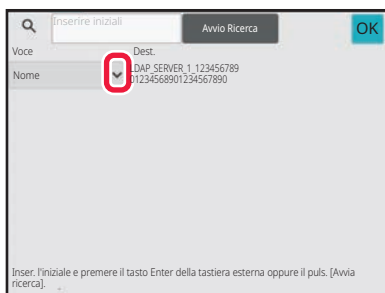 Inserire iniziali
Avvio Ricerca
OK
Voce
Dest.
Nome
LDAP_SERVER_1_123456789
01234568901234567890
Inser. l'iniziale e premere il tasto Enter della tastiera esterna oppure il puls. [Avvia
ricerca].